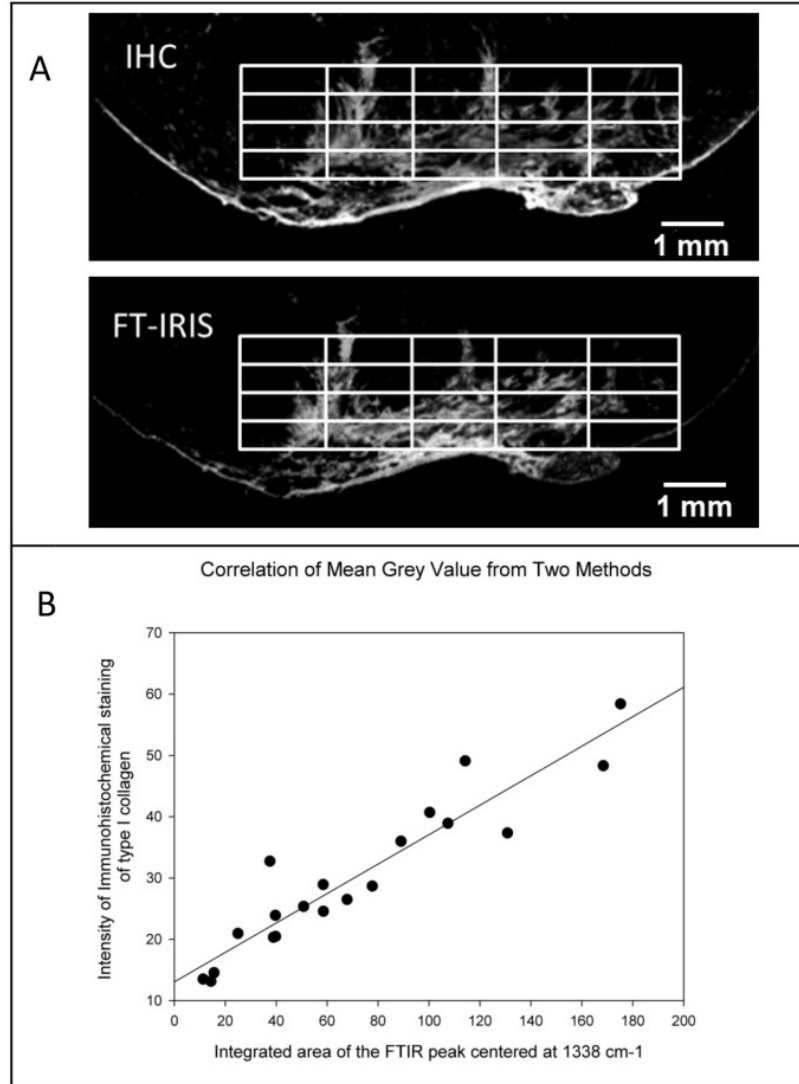 A
IHC
1 mm
FT-IRIS
1 mm
Correlation of Mean Grey Value from Two Methods
B
Intensity of Immunohistochemical staining
of type I collagen
70
60
50
40
30
20
10
0 20 40 60 80 100 120 140 160 180 200
Integrated area of the FTIR peak centered at 1338 cm-1